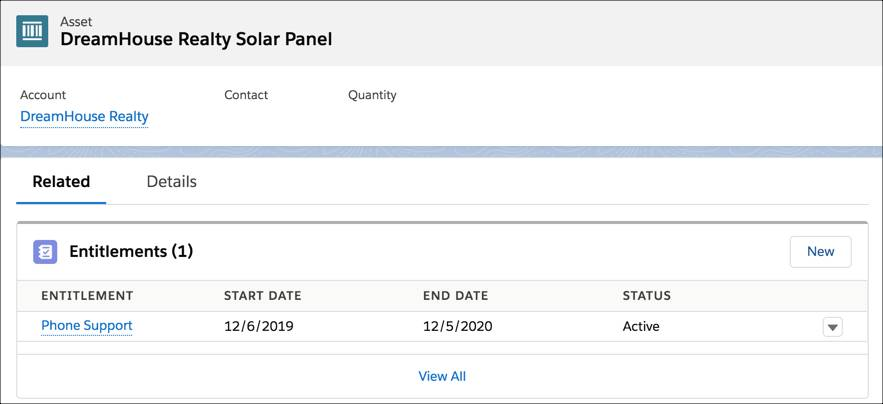 Asset
DreamHouse Realty Solar Panel
Account Contact Quantity
DreamHouse Realty
Related Details
Entitlements (1) New
ENTITLEMENT START DATE END DATE STATUS
Phone Support 12/6/2019 12/5/2020 Active
View All